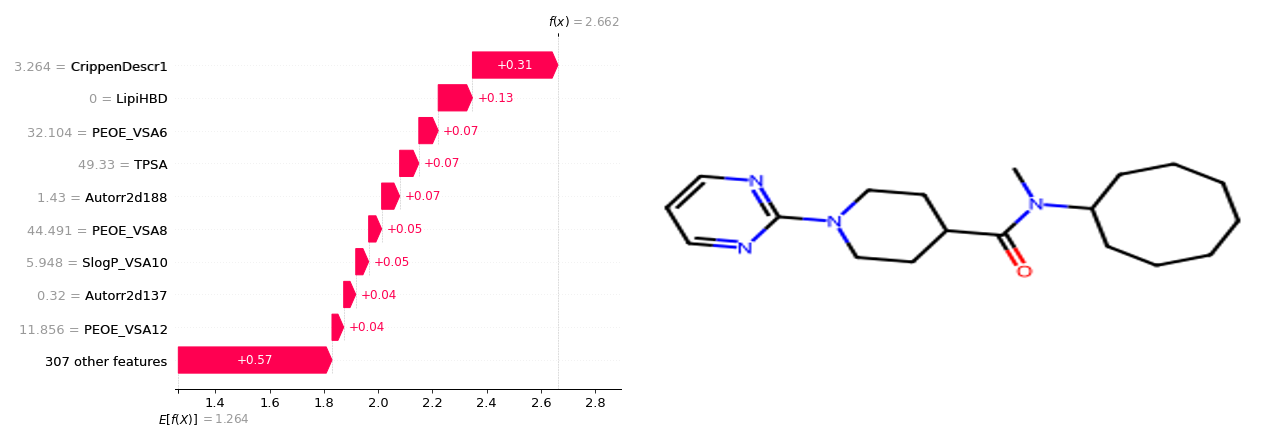 f(x) = 2.662
3.264 = CrippenDescr1 +0.31
0 = LipiHBD +0.13
32.104 = PEOE_VSA6 +0.07
49.33 = TPSA +0.07
1.43 = Autorr2d188 +0.07
44.491 = PEOE_VSA8 +0.05
5.948 = SlogP_VSA10 +0.05
0.32 = Autorr2d137 +0.04
11.856 = PEOE_VSA12 +0.04
307 other features +0.57
1.4 1.6 1.8 2.0 2.2 2.4 2.6 2.8
E[f(X)] = 1.264
N
N
N
N
O